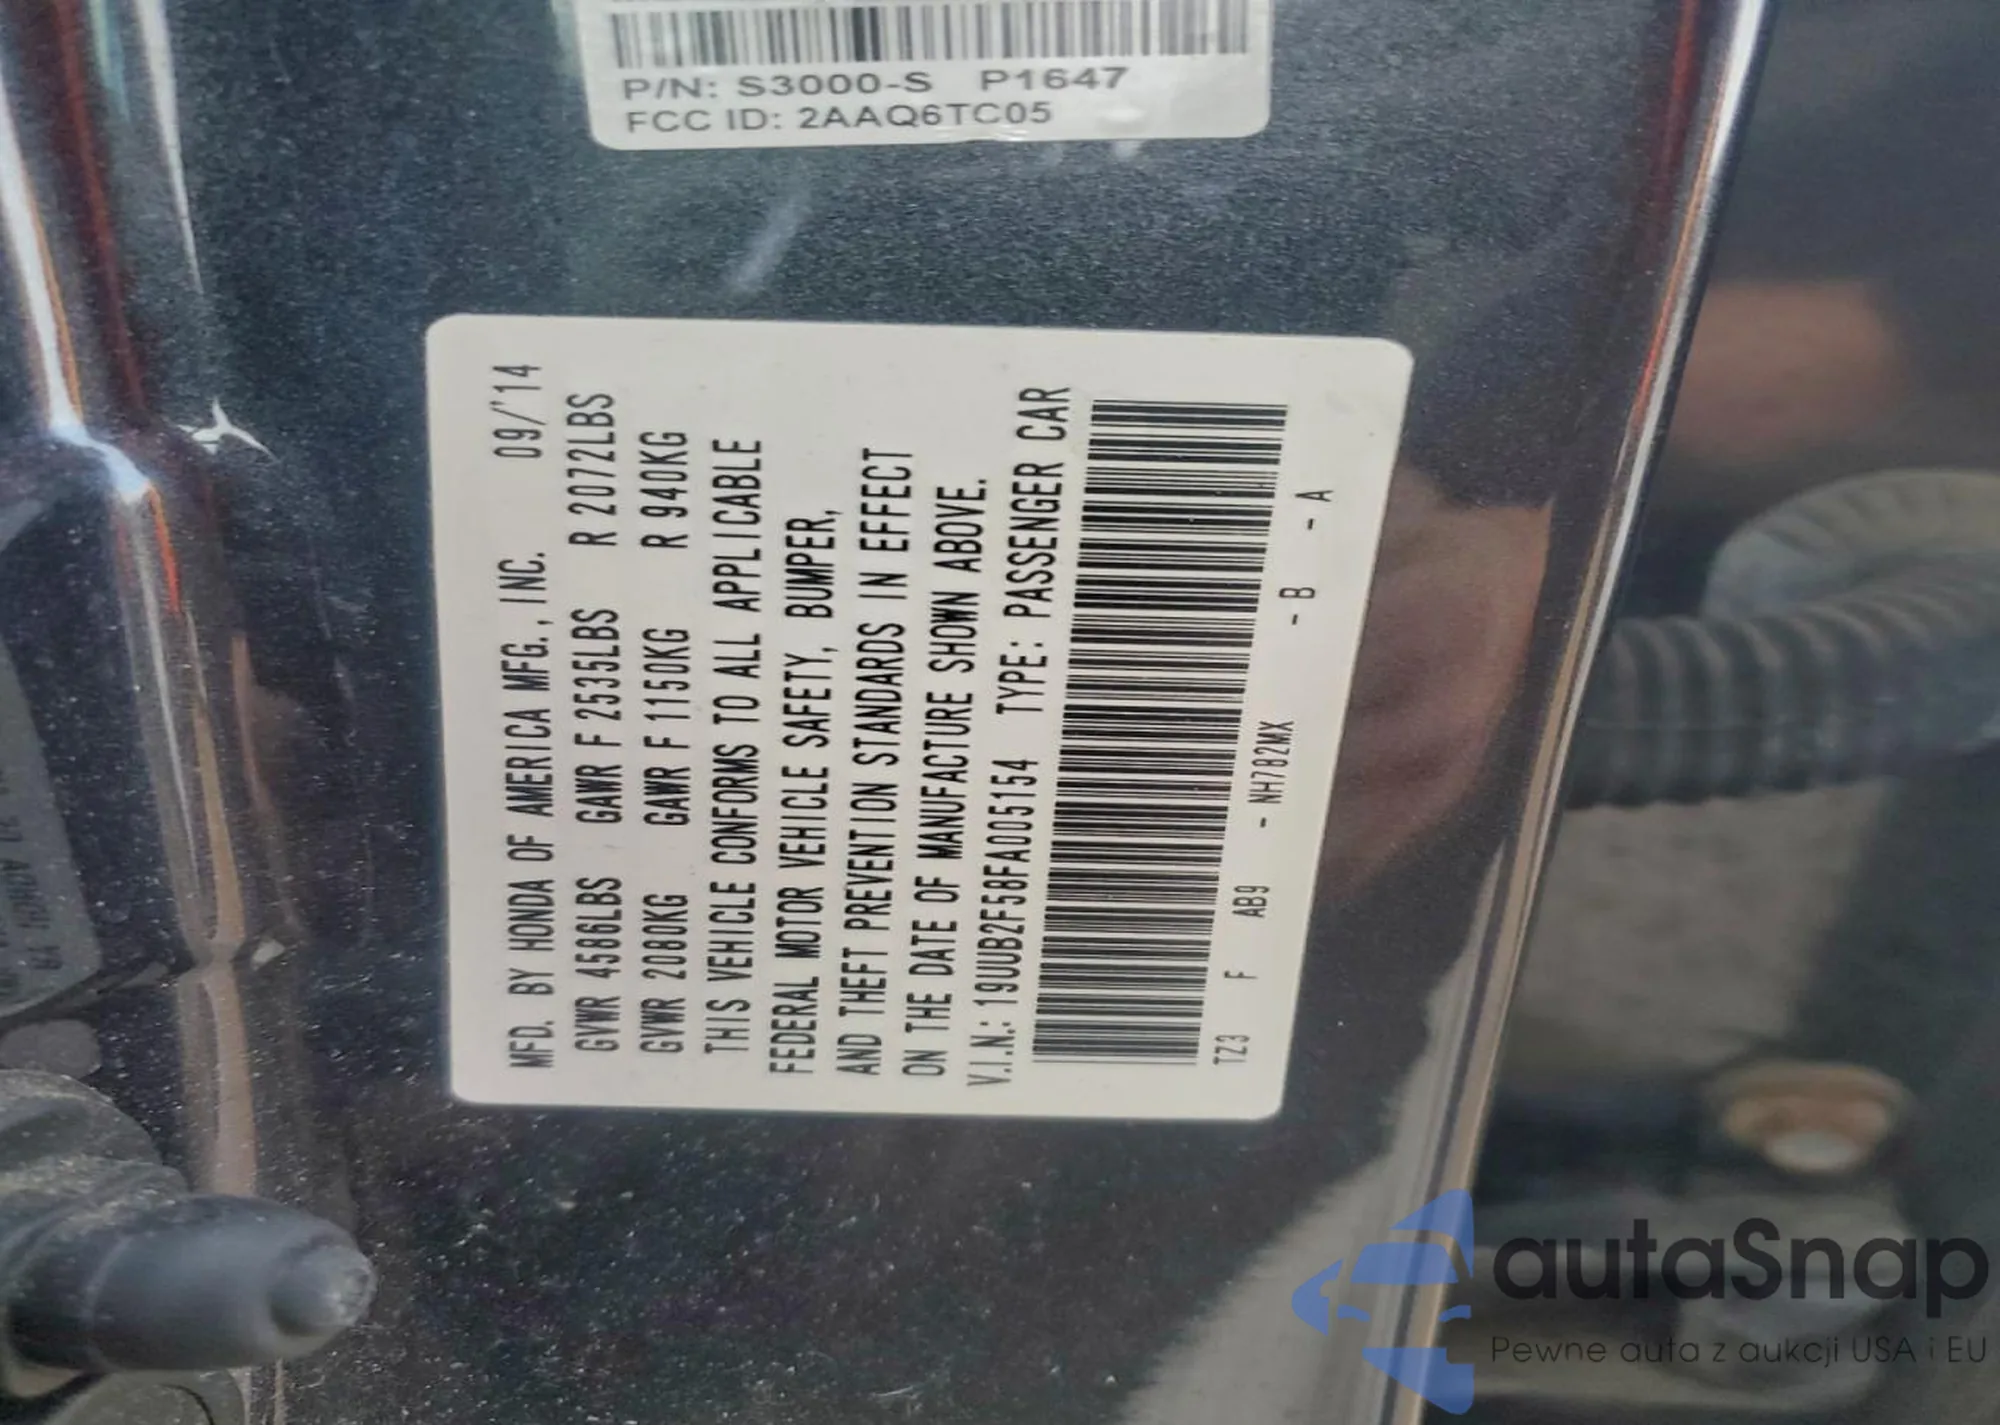 P/N: S3000-S P1647
FCC ID: 2AAQ6TC05
MFD. BY HONDA OF AMERICA MFG., INC. 09/'14
GVWR 4586LBS GAWR F 2535LBS R 2072LBS
GVWR 2080KG GAWR F 1150KG R 940KG
THIS VEHICLE CONFORMS TO ALL APPLICABLE
FEDERAL MOTOR VEHICLE SAFETY, BUMPER,
AND THEFT PREVENTION STANDARDS IN EFFECT
ON THE DATE OF MANUFACTURE SHOWN ABOVE.
V.I.N.: 19UUB2F58FA005154 TYPE: PASSENGER CAR
TZ3 F AB9 - NH782MX - B - A
autaSnap
Pewne auta z aukcji USA i EU